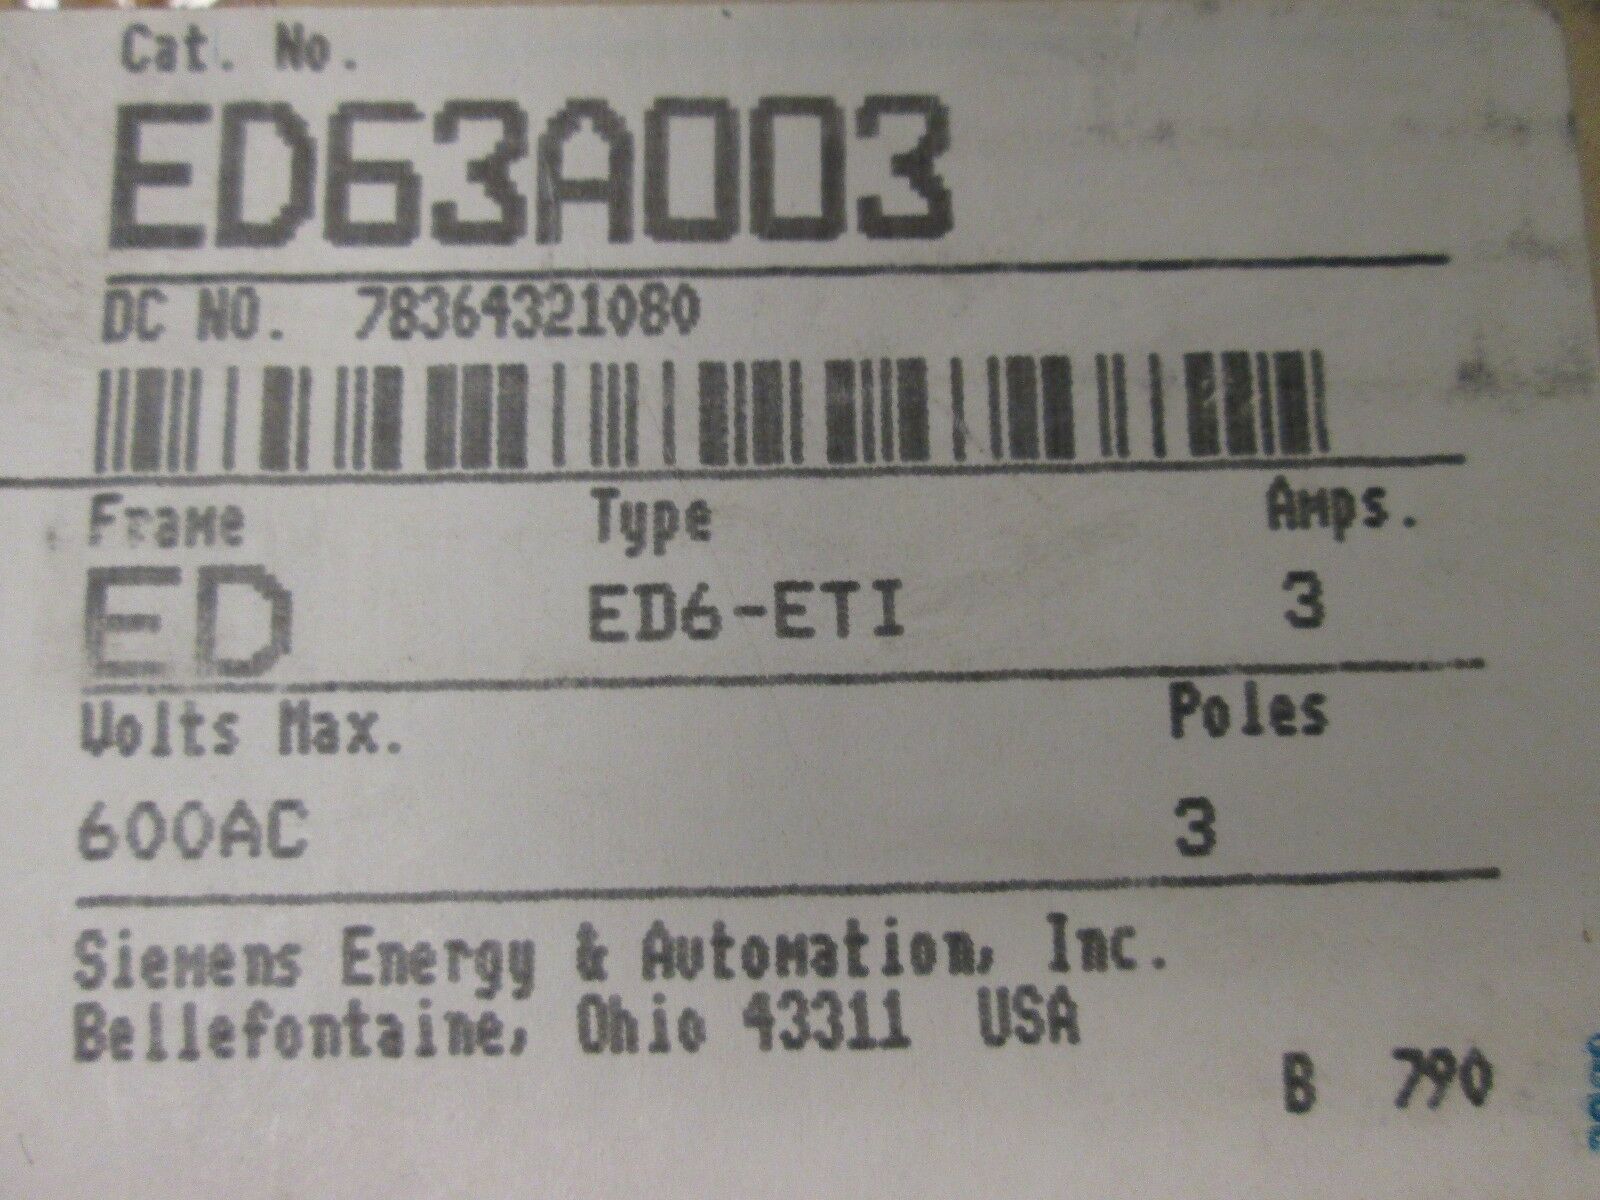 Cat. No.
ED63A003
DC NO. 78364321080
Frame Type Amps.
ED ED6-ETI 3
Volts Max. Poles
600AC 3
Siemens Energy & Automation, Inc.
Bellefontaine, Ohio 43311 USA
B 790